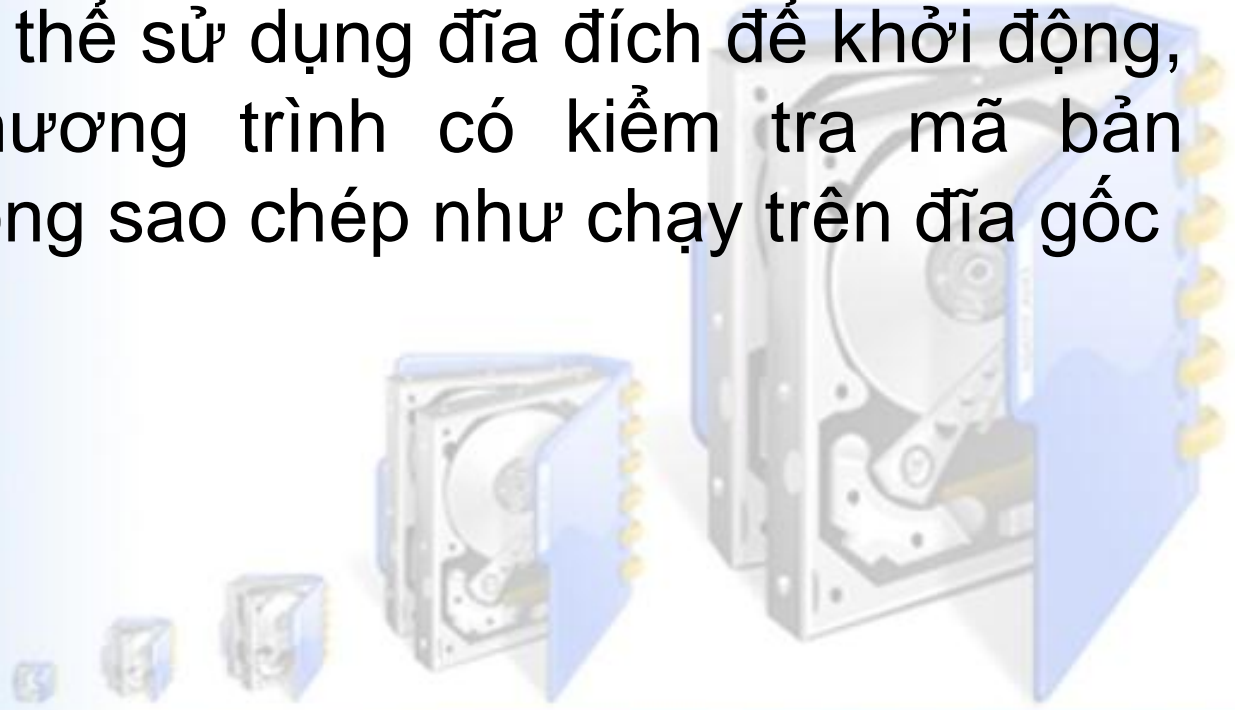 thể sử dụng đĩa đích để khởi động,
ương trình có kiểm tra mã bản
ng sao chép như chạy trên đĩa gốc